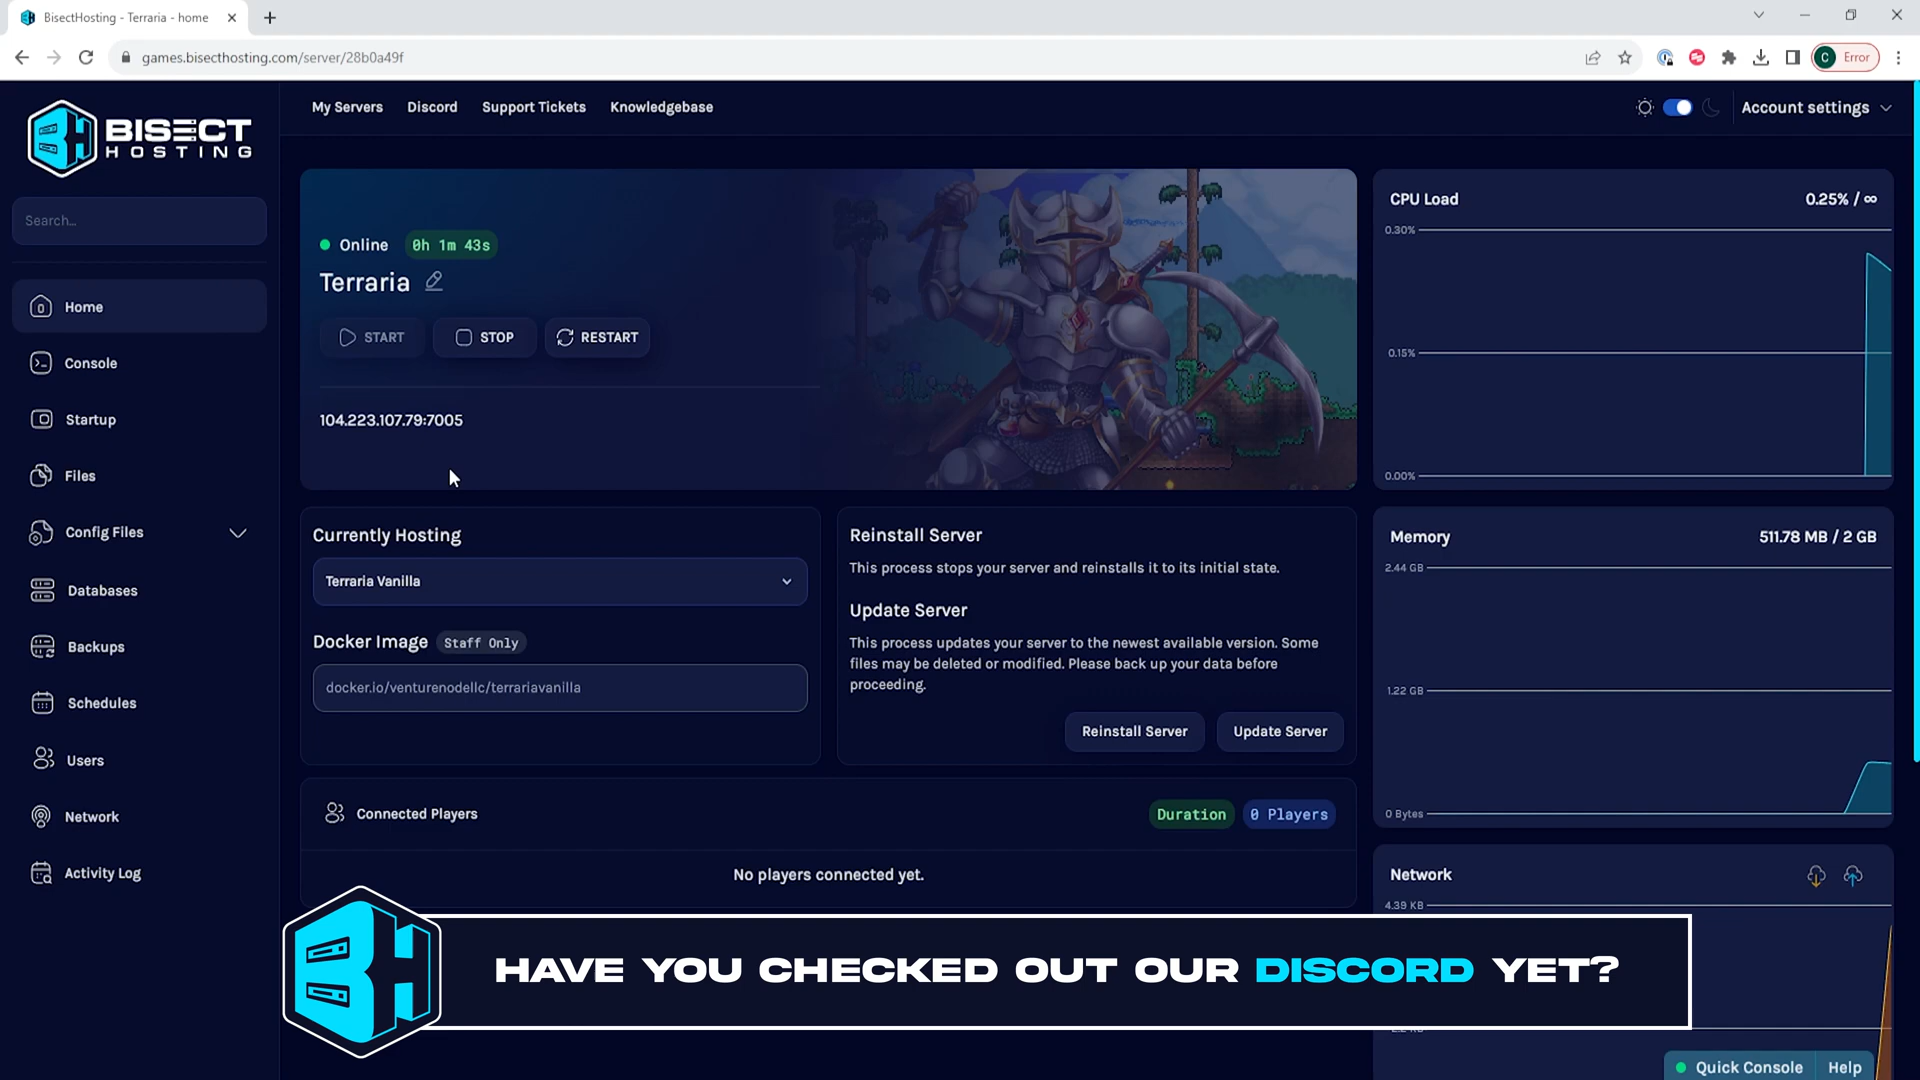 BisectHosting - Terraria - home
games.bisecthosting.com/server/28b0a49f
C Error
BISECT
HOSTING
My Servers Discord Support Tickets Knowledgebase
Account settings
Search...
Home
Console
Startup
Files
Config Files
Databases
Backups
Schedules
Users
Network
Activity Log
Online 0h 1m 43s
Terraria
START STOP RESTART
104.223.107.79:7005
Currently Hosting
Terraria Vanilla
Docker Image Staff Only
docker.io/venturenodellc/terrariavanilla
Reinstall Server
This process stops your server and reinstalls it to its initial state.
Update Server
This process updates your server to the newest available version. Some
files may be deleted or modified. Please back up your data before
proceeding.
Reinstall Server Update Server
Connected Players Duration 0 Players
No players connected yet.
CPU Load 0.25% / ∞
0.30%
0.15%
0.00%
Memory 511.78 MB / 2 GB
2.44 GB
1.22 GB
0 Bytes
Network
4.39 KB
HAVE YOU CHECKED OUT OUR DISCORD YET?
Quick Console Help